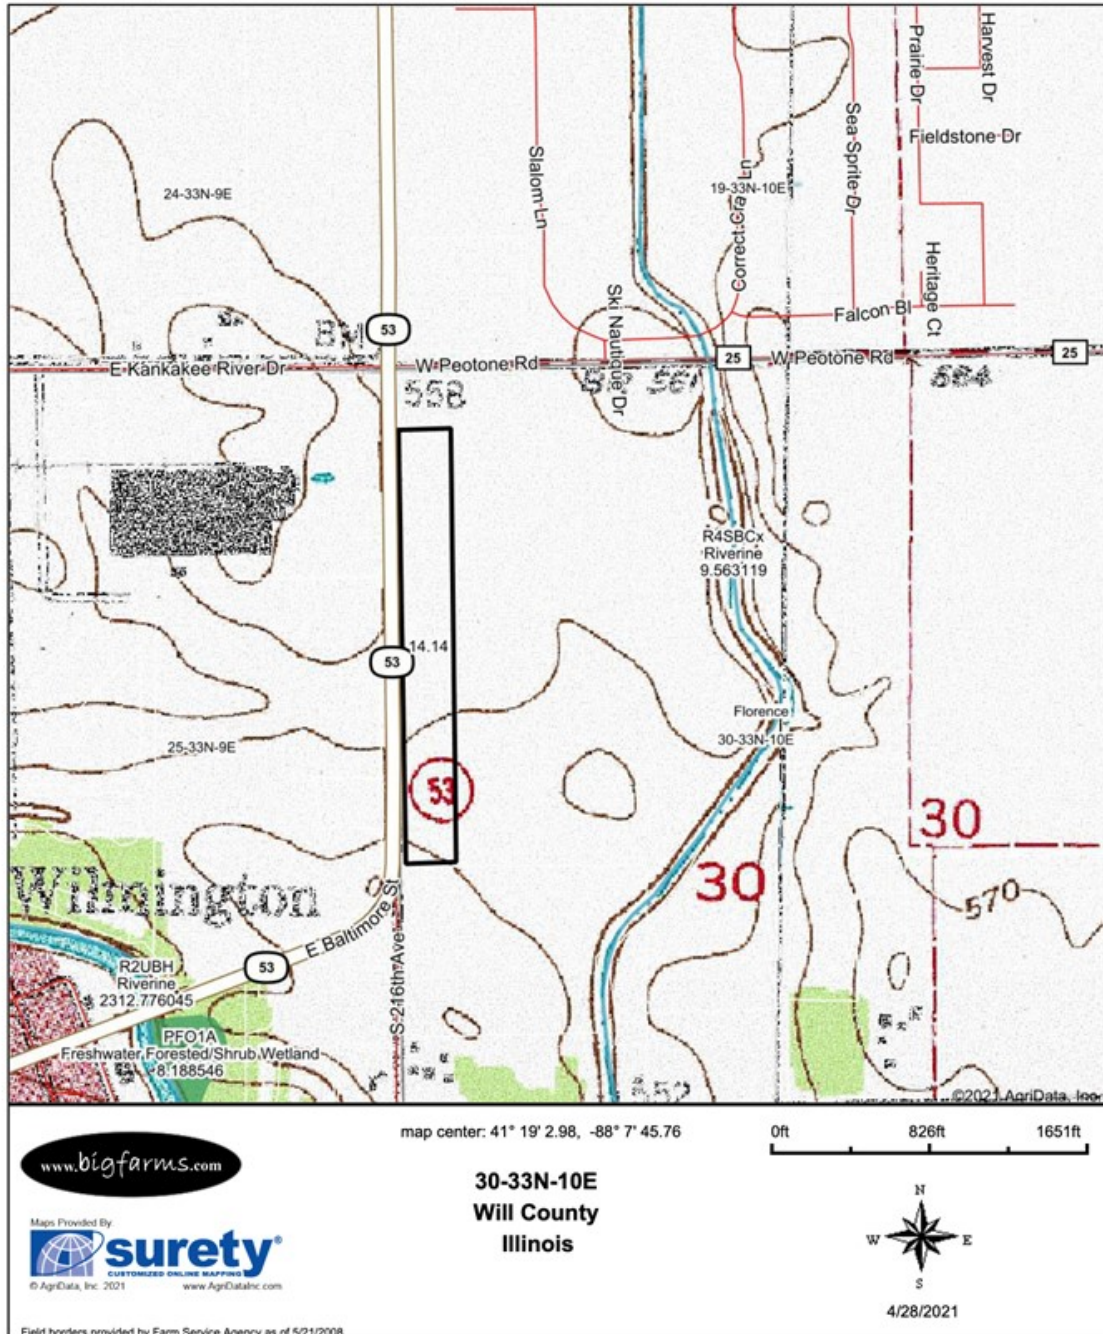 Harvest Dr
Prairie Dr
Fieldstone Dr
Sea Sprite Dr
Slalom Ln
24-33N-9E
19-33N-10E
Correct Craft Ln
Heritage Ct
Ski Nautique Dr
Falcon Bl
53
E Kankakee River Dr
W Peotone Rd
25
W Peotone Rd
25
558
561
564
R4SBCx
Riverine
9.563119
14.14
53
Florence
30-33N-10E
25-33N-9E
53
30
30
570
Wilmington
E Baltimore St
53
S 216th Ave
R2UBH
Riverine
2312.776045
PFO1A
Freshwater Forested/Shrub Wetland
8.188546
©2021 AgriData, Inc.
www.bigfarms.com
map center: 41° 19' 2.98, -88° 7' 45.76
0ft 826ft 1651ft
30-33N-10E
Will County
Illinois
Maps Provided By:
surety®
CUSTOMIZED ONLINE MAPPING
© AgriData, Inc. 2021 www.AgriDataInc.com
N
W E
S
4/28/2021
Field borders provided by Farm Service Agency as of 5/21/2008.